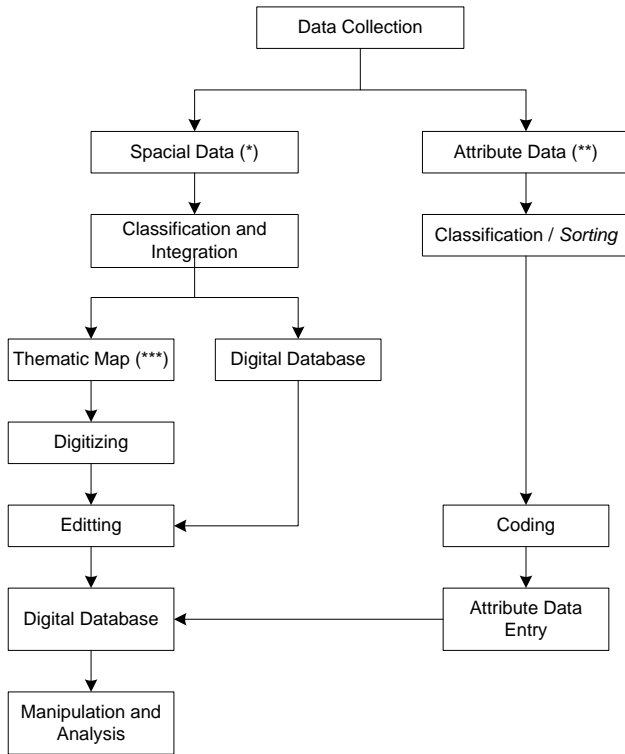 Data Collection
Spacial Data (*)
Attribute Data (**)
Classification and
Integration
Classification / Sorting
Thematic Map (***)
Digital Database
Digitizing
Editting
Coding
Digital Database
Attribute Data
Entry
Manipulation and
Analysis